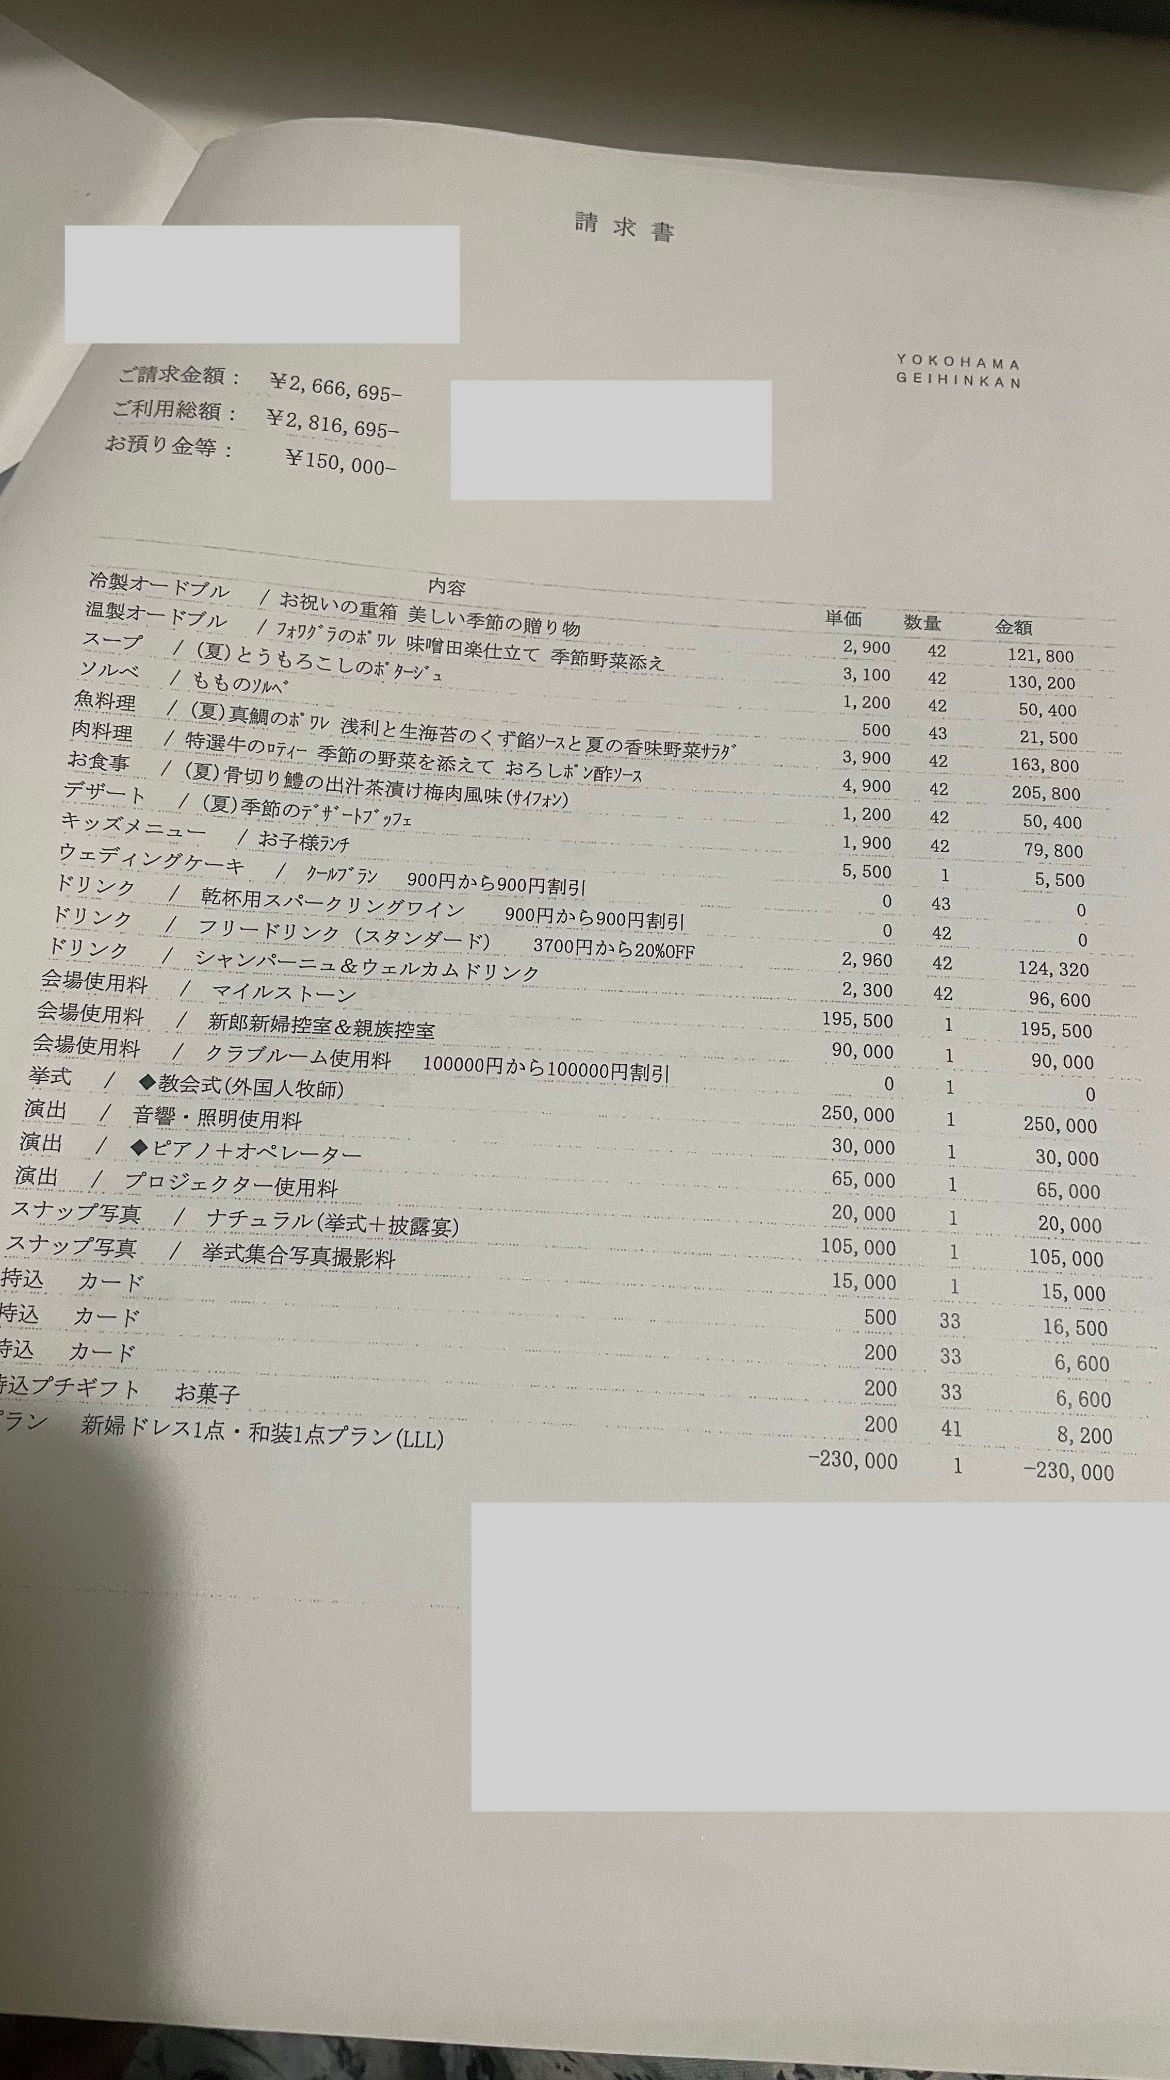 請求書
YOKOHAMA
GEIHINKAN
ご請求金額: ¥2,666,695-
ご利用総額: ¥2,816,695-
お預り金等: ¥150,000-
内容 単価 数量 金額
冷製オードブル / お祝いの重箱 美しい季節の贈り物 2,900 42 121,800
温製オードブル / ﾌｫﾜｸﾞﾗのﾎﾟﾜﾚ 味噌田楽仕立て 季節野菜添え 3,100 42 130,200
スープ / (夏)とうもろこしのﾎﾟﾀｰｼﾞｭ 1,200 42 50,400
ソルベ / もものｿﾙﾍﾞ 500 43 21,500
魚料理 / (夏)真鯛のﾎﾟﾜﾚ 浅利と生海苔のくず餡ｿｰｽと夏の香味野菜ｻﾗﾀﾞ 3,900 42 163,800
肉料理 / 特選牛のﾛﾃｨｰ 季節の野菜を添えて おろしﾎﾟﾝ酢ｿｰｽ 4,900 42 205,800
お食事 / (夏)骨切り鱧の出汁茶漬け梅肉風味(ｻｲﾌｫﾝ) 1,200 42 50,400
デザート / (夏)季節のﾃﾞｻﾞｰﾄﾌﾞｯﾌｪ 1,900 42 79,800
キッズメニュー / お子様ﾗﾝﾁ 5,500 1 5,500
ウェディングケーキ / ｸｰﾙﾌﾟﾗﾝ 900円から900円割引 0 43 0
ドリンク / 乾杯用スパークリングワイン 900円から900円割引 0 42 0
ドリンク / フリードリンク（スタンダード） 3700円から20%OFF 2,960 42 124,320
ドリンク / シャンパーニュ＆ウェルカムドリンク 2,300 42 96,600
会場使用料 / マイルストーン 195,500 1 195,500
会場使用料 / 新郎新婦控室＆親族控室 90,000 1 90,000
会場使用料 / クラブルーム使用料 100000円から100000円割引 0 1 0
挙式 / ◆教会式(外国人牧師) 250,000 1 250,000
演出 / 音響・照明使用料 30,000 1 30,000
演出 / ◆ピアノ＋オペレーター 65,000 1 65,000
演出 / プロジェクター使用料 20,000 1 20,000
スナップ写真 / ナチュラル(挙式＋披露宴) 105,000 1 105,000
スナップ写真 / 挙式集合写真撮影料 15,000 1 15,000
持込 カード 500 33 16,500
持込 カード 200 33 6,600
持込 カード 200 33 6,600
持込プチギフト お菓子 200 41 8,200
プラン 新婦ドレス1点・和装1点プラン(LLL) -230,000 1 -230,000